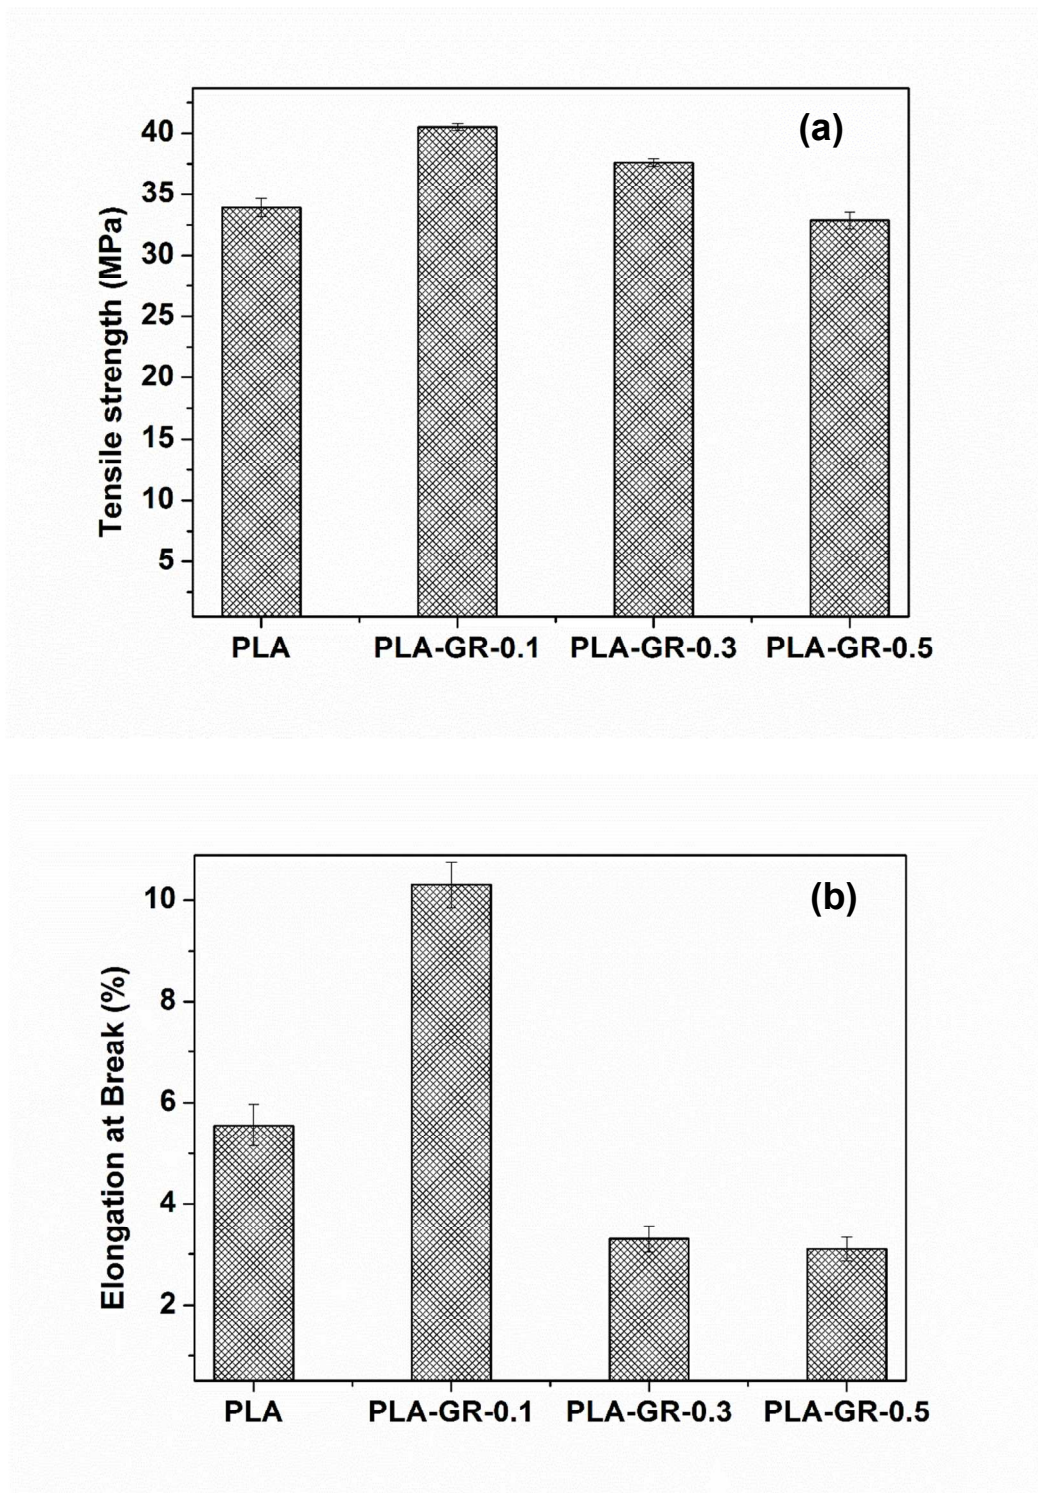 (a)
40
35
30
25
20
15
10
5
Tensile strength (MPa)
PLA PLA-GR-0.1 PLA-GR-0.3 PLA-GR-0.5
(b)
10
8
6
4
2
Elongation at Break (%)
PLA PLA-GR-0.1 PLA-GR-0.3 PLA-GR-0.5